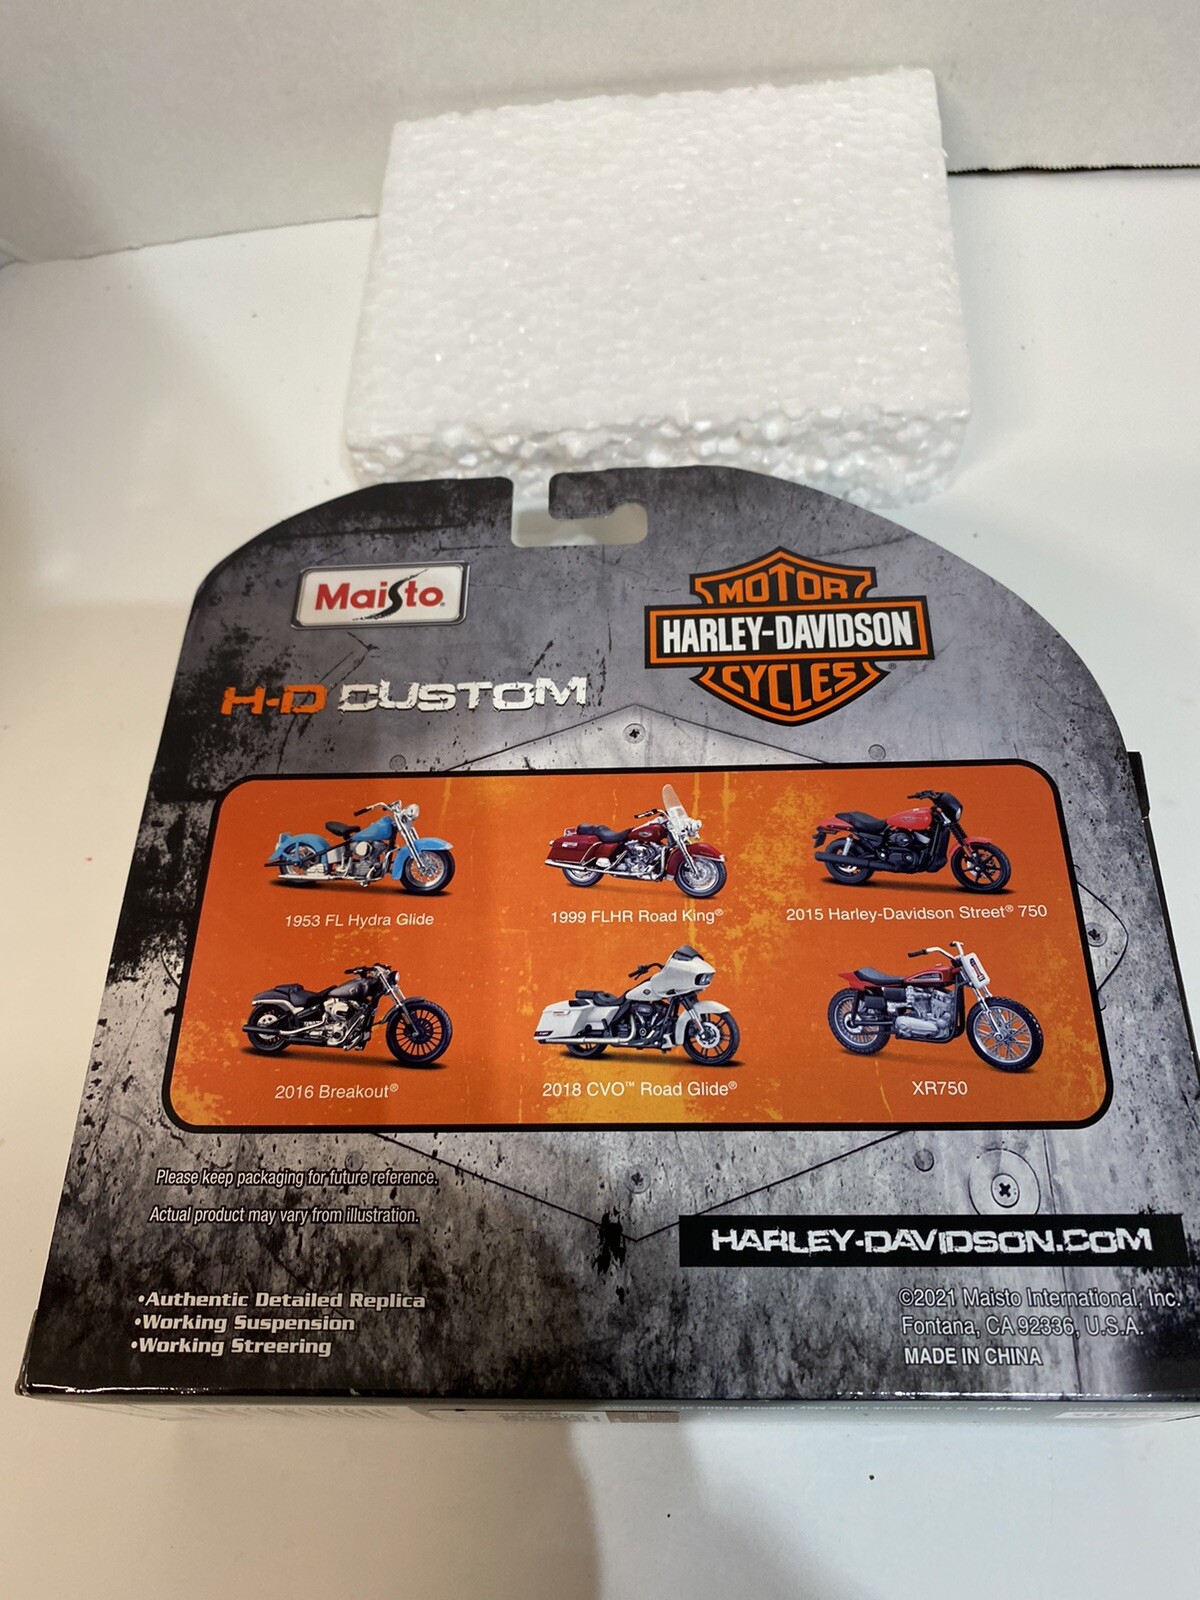 Maisto
MOTOR
HARLEY-DAVIDSON
CYCLES
H-D CUSTOM
1953 FL Hydra Glide
1999 FLHR Road King®
2015 Harley-Davidson Street® 750
2016 Breakout®
2018 CVO™ Road Glide®
XR750
Please keep packaging for future reference.
Actual product may vary from illustration.
HARLEY-DAVIDSON.COM
•Authentic Detailed Replica
•Working Suspension
•Working Streering
©2021 Maisto International, Inc.
Fontana, CA 92336, U.S.A.
MADE IN CHINA